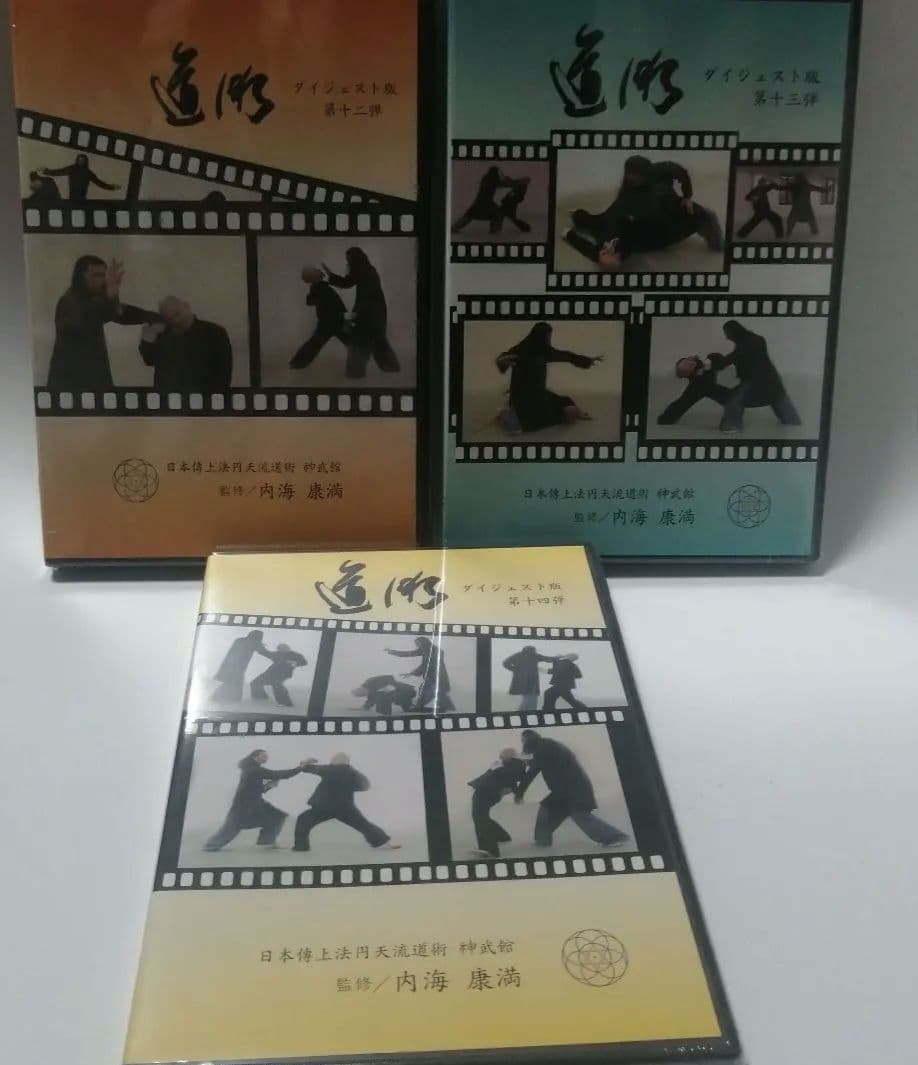 道術
ダイジェスト版
第十二弾
日本傳上法円天流道術 神武館
監修／内海 康満
道術
ダイジェスト版
第十三弾
日本傳上法円天流道術 神武館
監修／内海 康満
道術
ダイジェスト版
第十四弾
日本傳上法円天流道術 神武館
監修／内海 康満